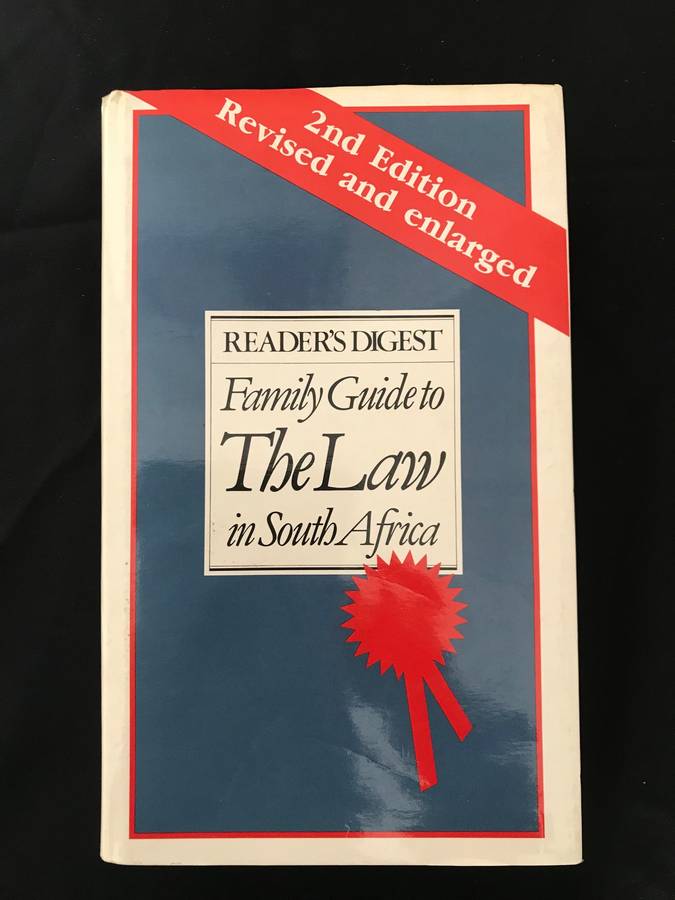 2nd Edition
Revised and enlarged
READER'S DIGEST
Family Guide to
The Law
in South Africa